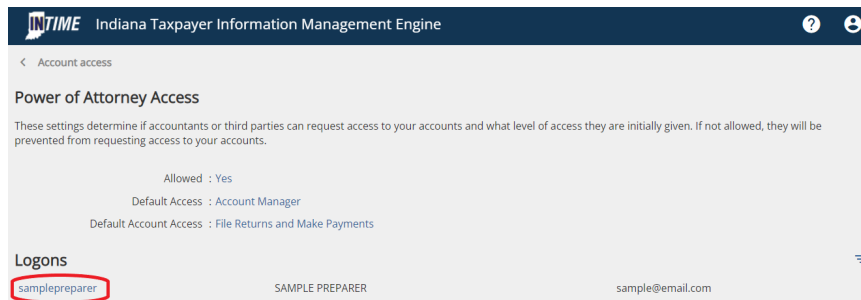 INTIME Indiana Taxpayer Information Management Engine ?
< Account access
Power of Attorney Access
These settings determine if accountants or third parties can request access to your accounts and what level of access they are initially given. If not allowed, they will be
prevented from requesting access to your accounts.
Allowed : Yes
Default Access : Account Manager
Default Account Access : File Returns and Make Payments
Logons
samplepreparer SAMPLE PREPARER sample@email.com